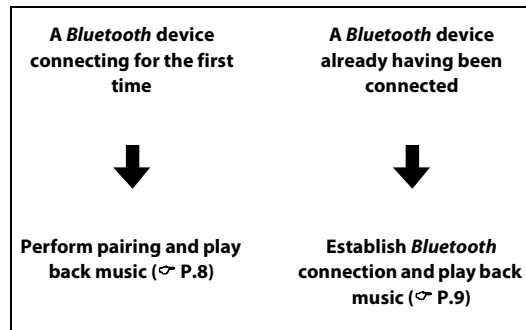 A Bluetooth device
connecting for the first
time
A Bluetooth device
already having been
connected
Perform pairing and play
back music (☞ P.8)
Establish Bluetooth
connection and play back
music (☞ P.9)